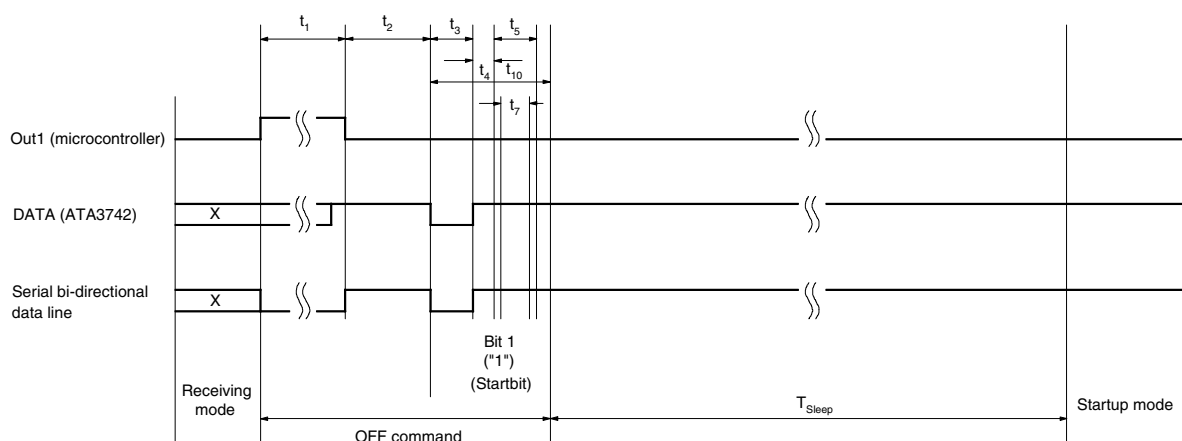 t1
t2
t3
t5
t4
t10
t7
Out1 (microcontroller)
DATA (ATA3742)
X
Serial bi-directional
data line
X
Bit 1
("1")
(Startbit)
Receiving
mode
TSleep
Startup mode
OFF command